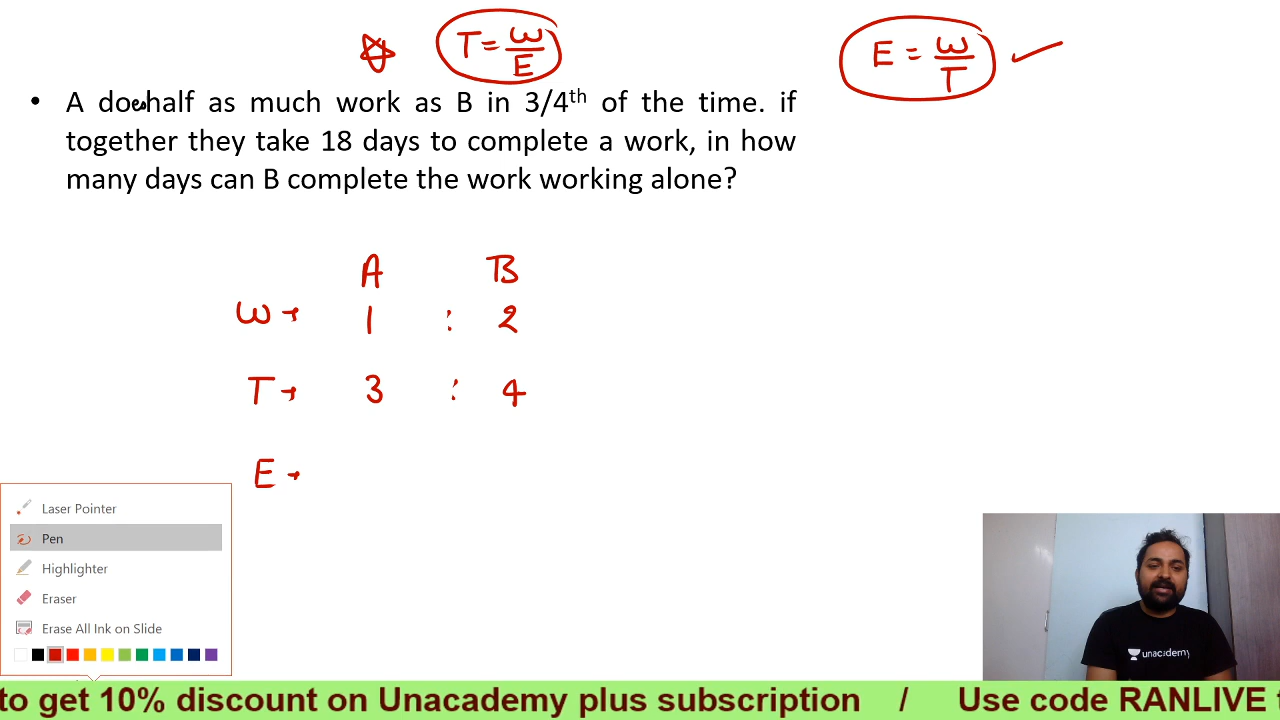 T = W/E
E = W/T ✓
• A does half as much work as B in 3/4th of the time. if
together they take 18 days to complete a work, in how
many days can B complete the work working alone?
A B
W → 1 : 2
T → 3 : 4
E →
Laser Pointer
Pen
Highlighter
Eraser
Erase All Ink on Slide
unacademy
to get 10% discount on Unacademy plus subscription / Use code RANLIVE